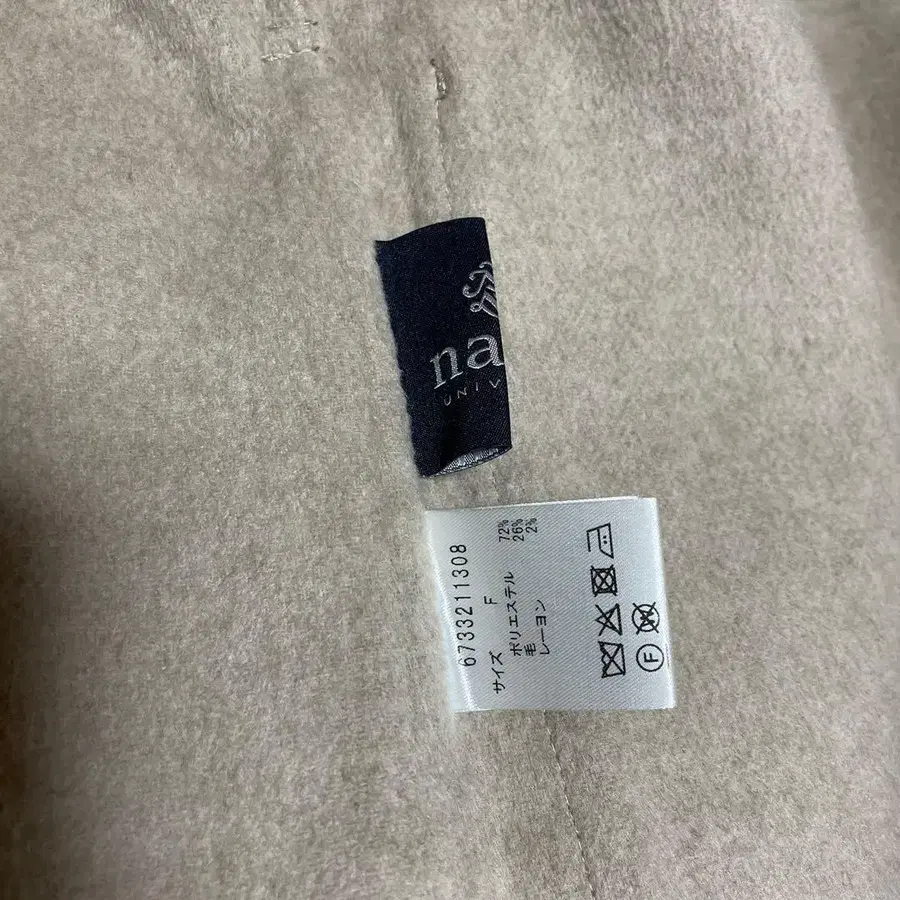 na
UNIV
6733211308
サイズ F
ポリエステル 72%
毛 26%
レーヨン 2%
F
W